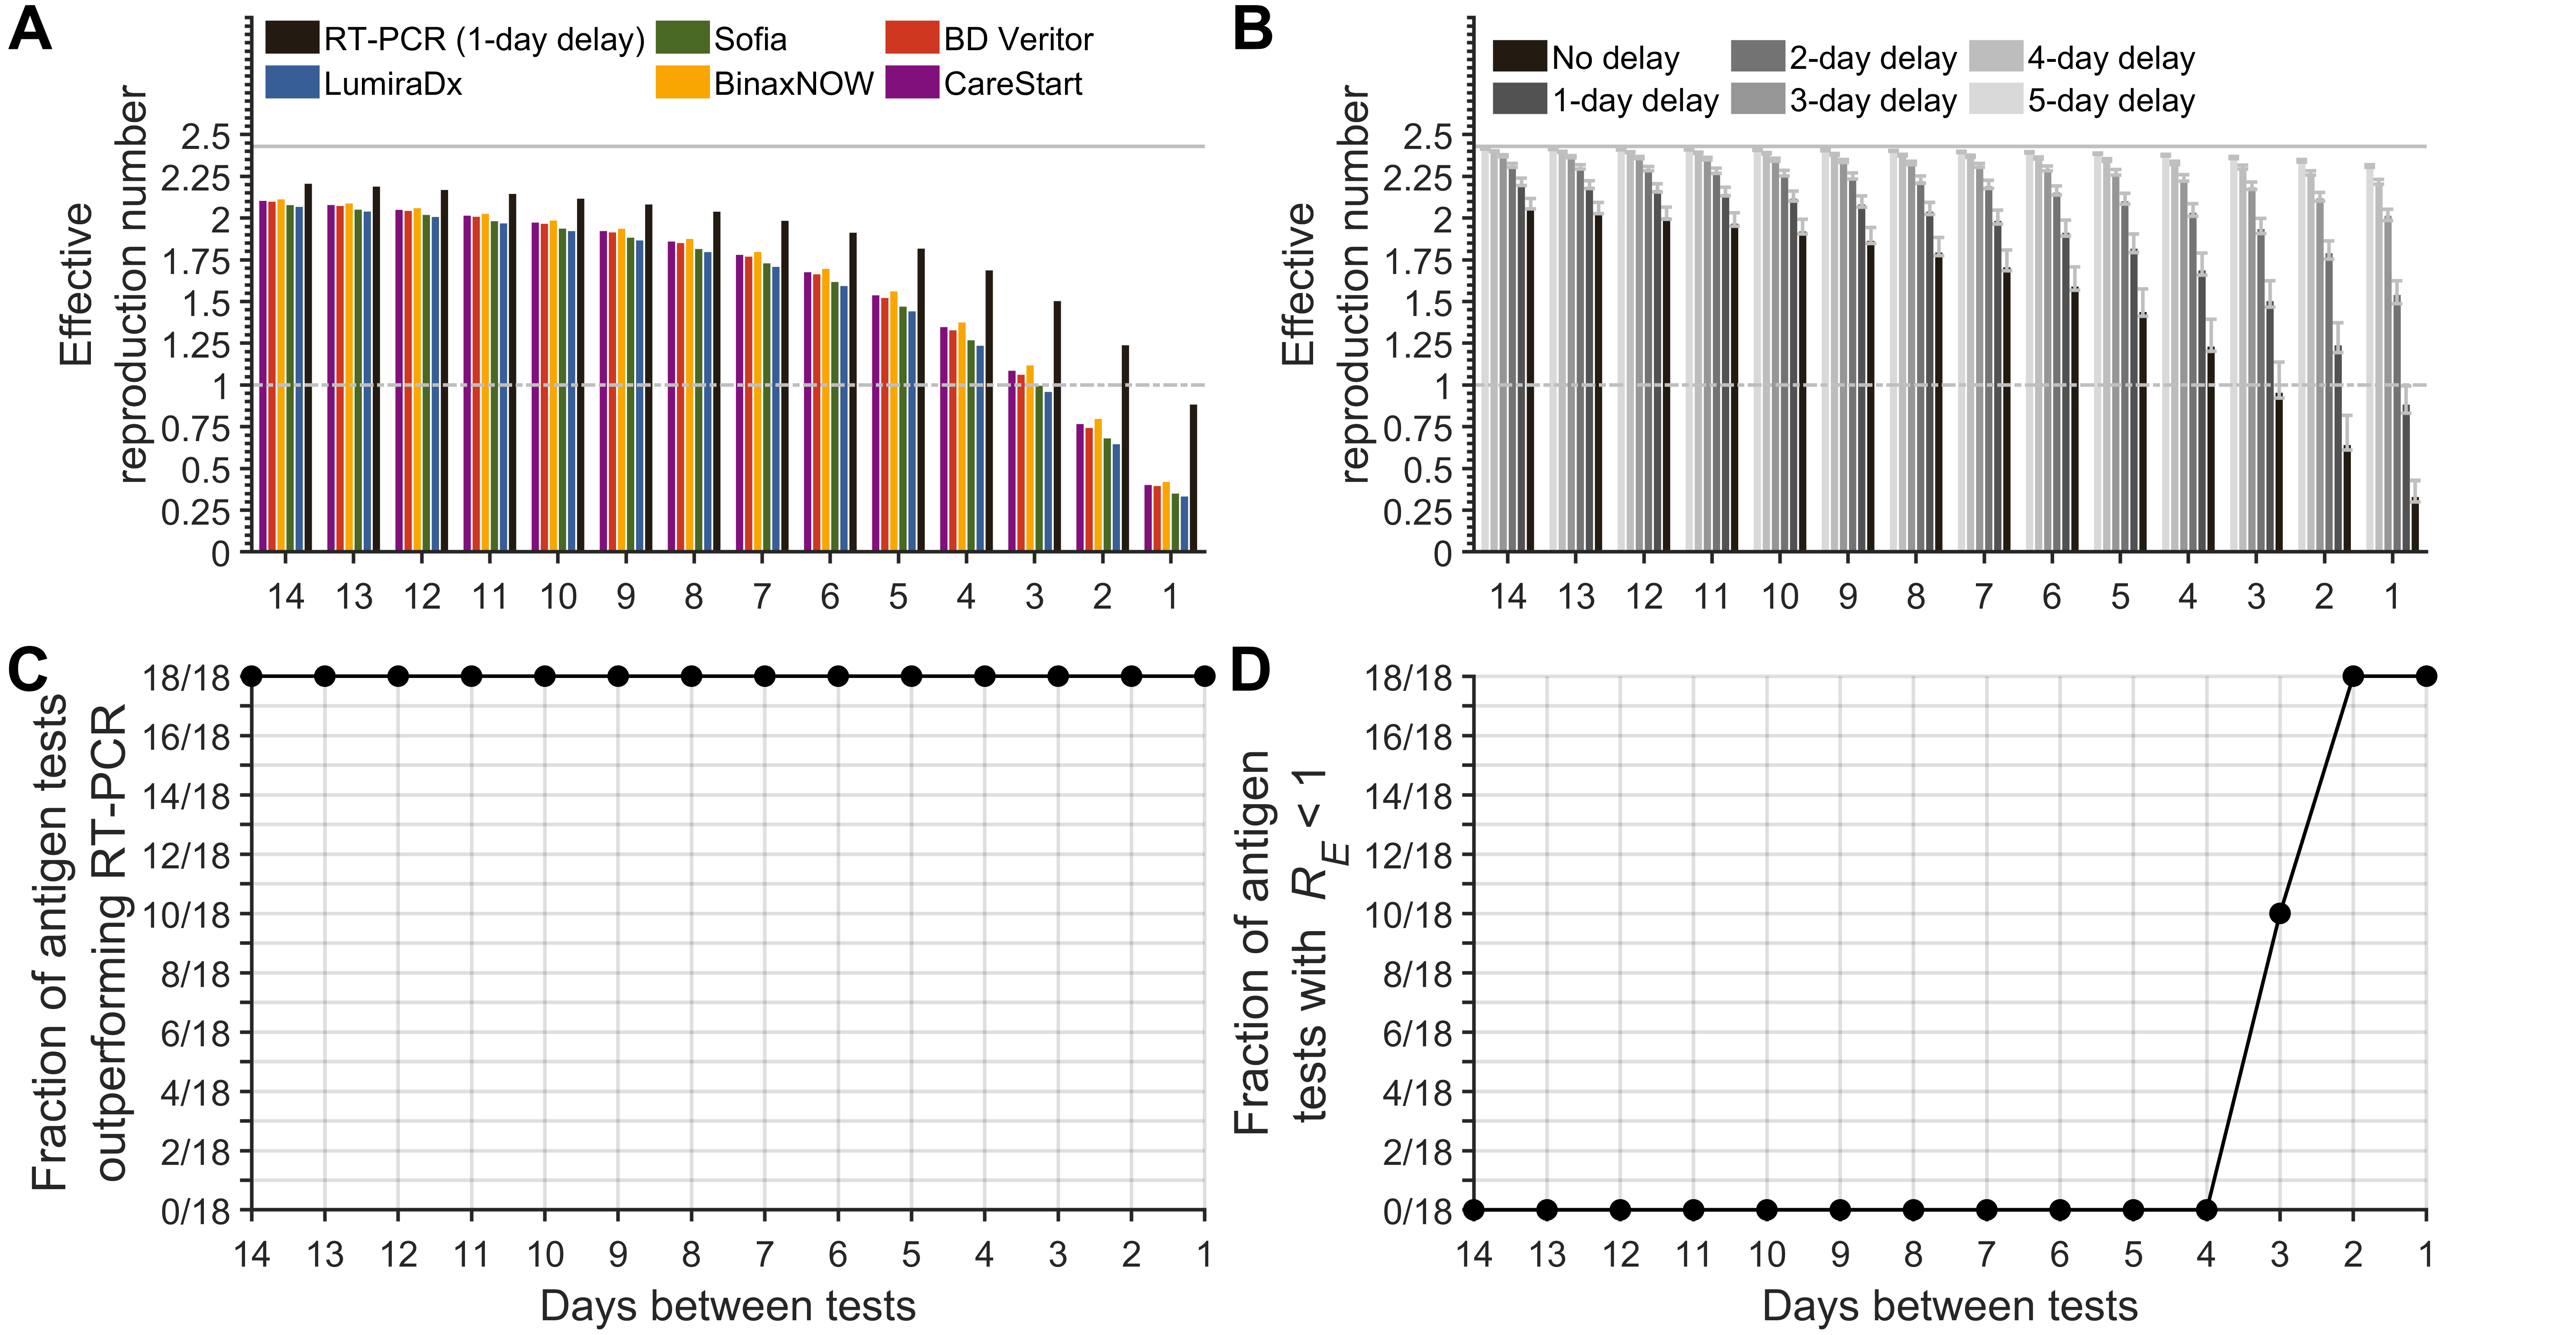 A
RT-PCR (1-day delay)
Sofia
BD Veritor
LumiraDx
BinaxNOW
CareStart
Effective
reproduction number
2.5
2.25
2
1.75
1.5
1.25
1
0.75
0.5
0.25
0
14 13 12 11 10 9 8 7 6 5 4 3 2 1
B
No delay
2-day delay
4-day delay
1-day delay
3-day delay
5-day delay
Effective
reproduction number
2.5
2.25
2
1.75
1.5
1.25
1
0.75
0.5
0.25
0
14 13 12 11 10 9 8 7 6 5 4 3 2 1
C
Fraction of antigen tests
outperforming RT-PCR
18/18
16/18
14/18
12/18
10/18
8/18
6/18
4/18
2/18
0/18
14 13 12 11 10 9 8 7 6 5 4 3 2 1
Days between tests
D
Fraction of antigen
tests with R_E < 1
18/18
16/18
14/18
12/18
10/18
8/18
6/18
4/18
2/18
0/18
14 13 12 11 10 9 8 7 6 5 4 3 2 1
Days between tests